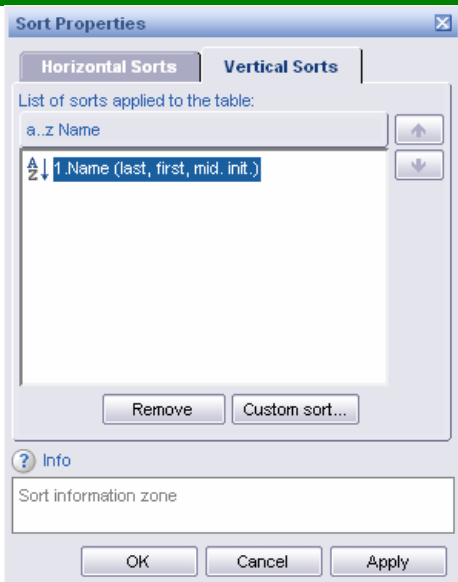 Sort Properties
Horizontal Sorts Vertical Sorts
List of sorts applied to the table:
a..z Name
A Z 1.Name (last, first, mid. init.)
Remove Custom sort...
? Info
Sort information zone
OK Cancel Apply